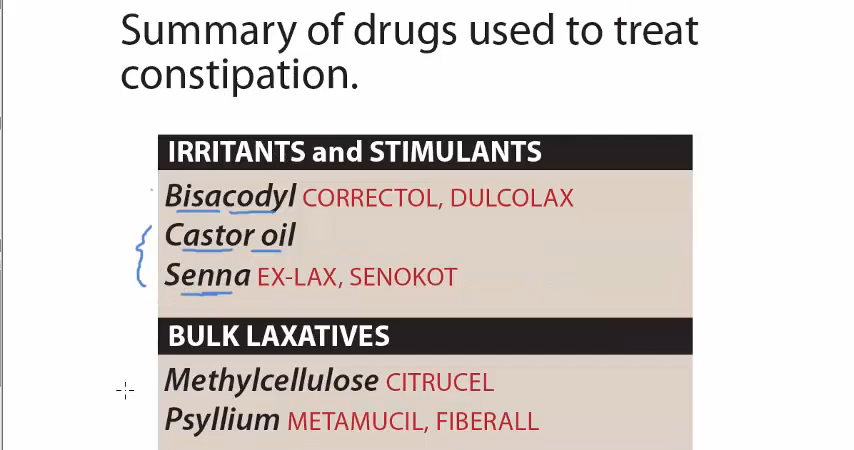 Summary of drugs used to treat
constipation.
IRRITANTS and STIMULANTS
Bisacodyl CORRECTOL, DULCOLAX
Castor oil
Senna EX-LAX, SENOKOT
BULK LAXATIVES
Methylcellulose CITRUCEL
Psyllium METAMUCIL, FIBERALL